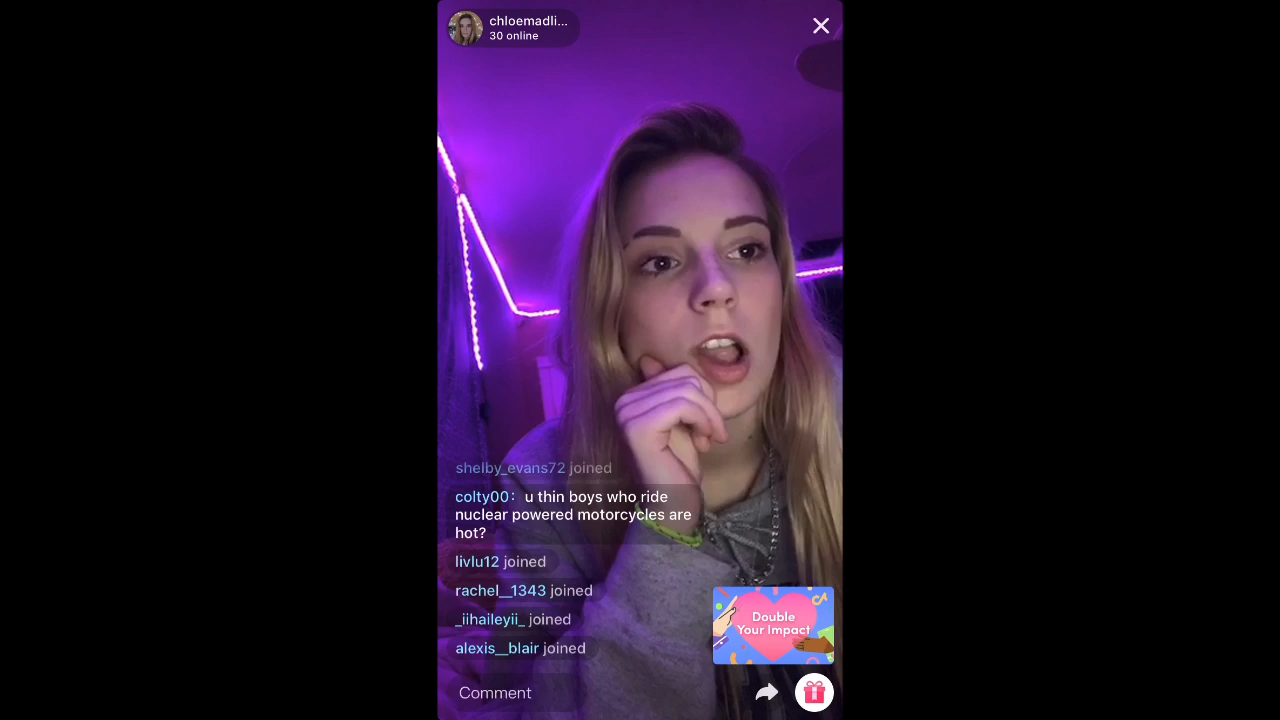 chloemadli...
30 online
shelby_evans72 joined
colty00: u thin boys who ride
nuclear powered motorcycles are
hot?
livlu12 joined
rachel__1343 joined
_iihaileyii_ joined
alexis__blair joined
Double
Your Impact
Comment